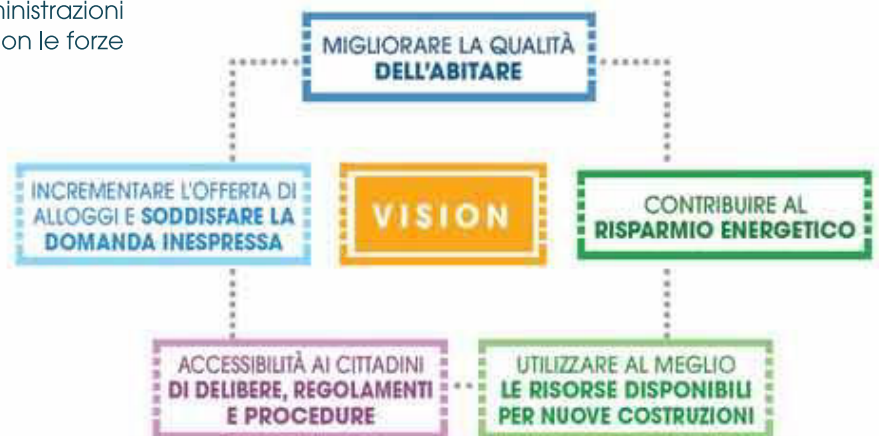 ministrazioni
on le forze
MIGLIORARE LA QUALITÀ
DELL'ABITARE
INCREMENTARE L'OFFERTA DI
ALLOGGI E SODDISFARE LA
DOMANDA INESPRESSA
VISION
CONTRIBUIRE AL
RISPARMIO ENERGETICO
ACCESSIBILITÀ AI CITTADINI
DI DELIBERE, REGOLAMENTI
E PROCEDURE
UTILIZZARE AL MEGLIO
LE RISORSE DISPONIBILI
PER NUOVE COSTRUZIONI